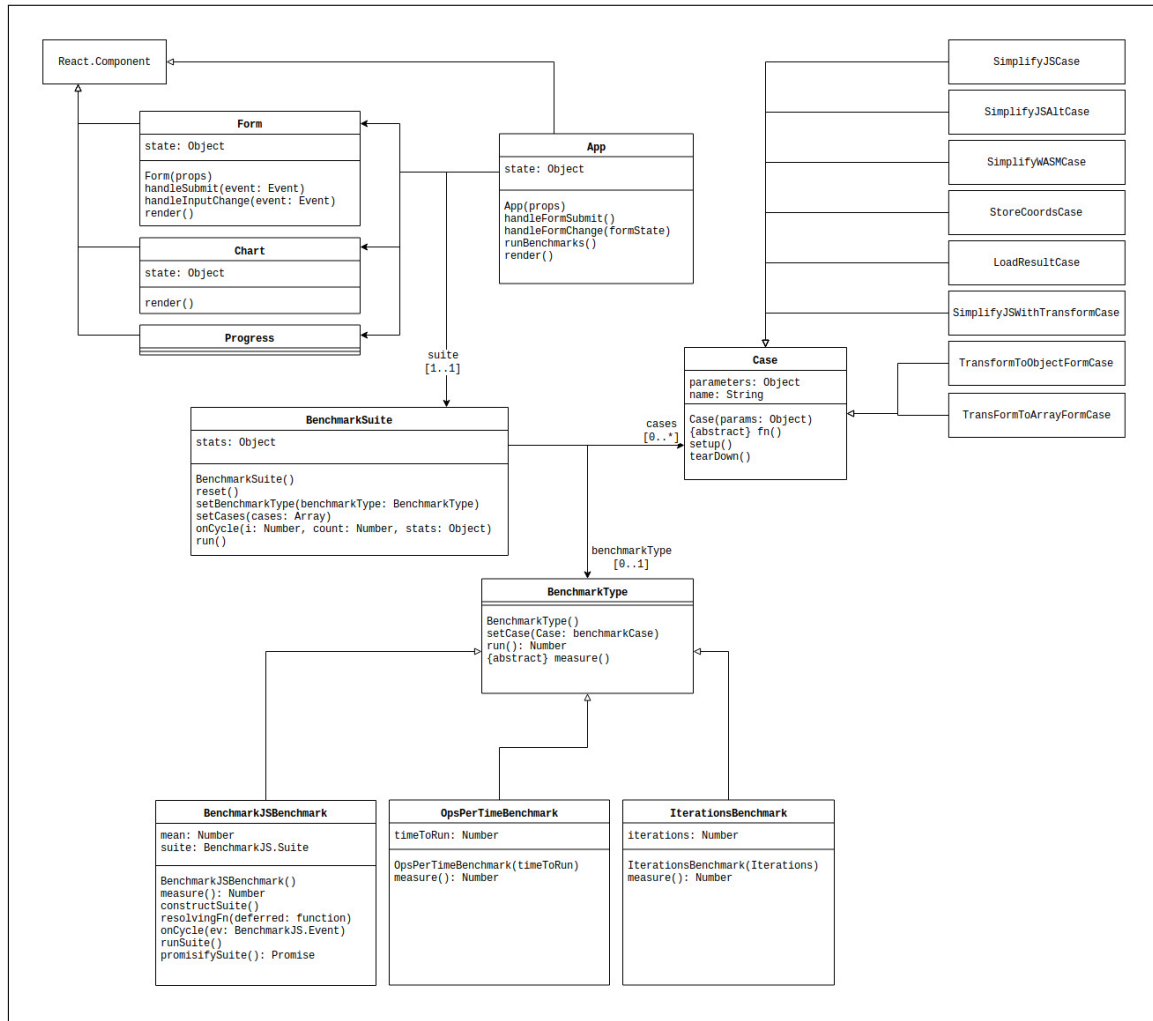 React.Component
Form
state: Object
Form(props)
handleSubmit(event: Event)
handleInputChange(event: Event)
render()
Chart
state: Object
render()
Progress
App
state: Object
App(props)
handleFormSubmit()
handleFormChange(formState)
runBenchmarks()
render()
SimplifyJSCase
SimplifyJSAltCase
SimplifyWASMCase
StoreCoordsCase
LoadResultCase
SimplifyJSWithTransformCase
TransformToObjectFormCase
TransFormToArrayFormCase
suite
[1..1]
Case
parameters: Object
name: String
Case(params: Object)
{abstract} fn()
setup()
tearDown()
cases
[0..*]
BenchmarkSuite
stats: Object
BenchmarkSuite()
reset()
setBenchmarkType(benchmarkType: BenchmarkType)
setCases(cases: Array)
onCycle(i: Number, count: Number, stats: Object)
run()
benchmarkType
[0..1]
BenchmarkType
BenchmarkType()
setCase(Case: benchmarkCase)
run(): Number
{abstract} measure()
BenchmarkJSBenchmark
mean: Number
suite: BenchmarkJS.Suite
BenchmarkJSBenchmark()
measure(): Number
constructSuite()
resolvingFn(deferred: function)
onCycle(ev: BenchmarkJS.Event)
runSuite()
promisifySuite(): Promise
OpsPerTimeBenchmark
timeToRun: Number
OpsPerTimeBenchmark(timeToRun)
measure(): Number
IterationsBenchmark
iterations: Number
IterationsBenchmark(Iterations)
measure(): Number